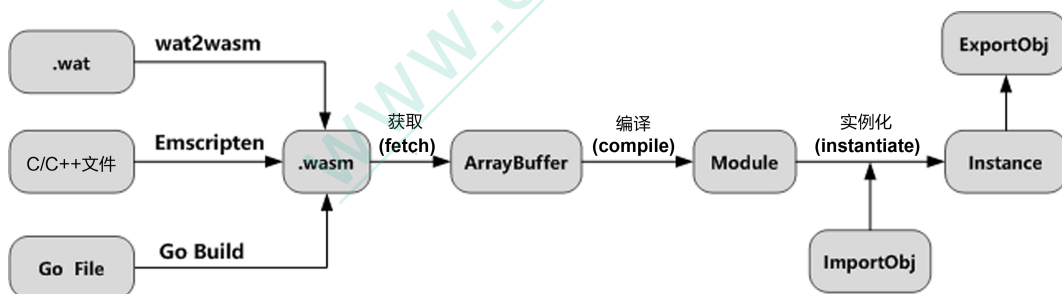 ExportObj
wat2wasm
.wat
获取
编译
实例化
C/C++文件
Emscripten
.wasm
(fetch)
ArrayBuffer
(compile)
Module
(instantiate)
Instance
Go File
Go Build
ImportObj